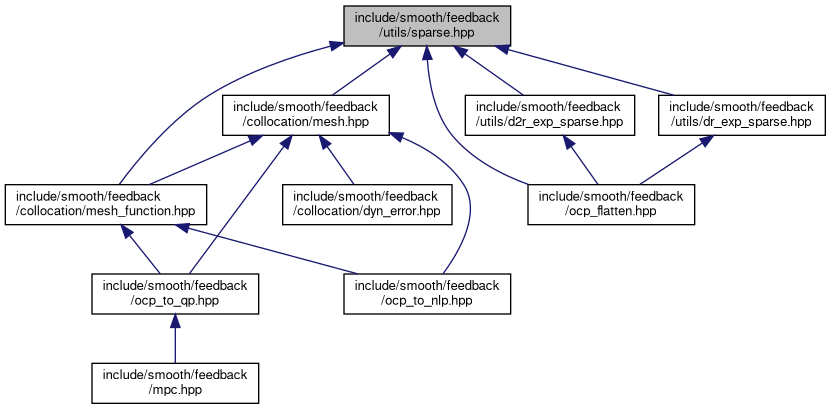 include/smooth/feedback
/utils/sparse.hpp
include/smooth/feedback
/collocation/mesh.hpp
include/smooth/feedback
/utils/d2r_exp_sparse.hpp
include/smooth/feedback
/utils/dr_exp_sparse.hpp
include/smooth/feedback
/collocation/mesh_function.hpp
include/smooth/feedback
/collocation/dyn_error.hpp
include/smooth/feedback
/ocp_flatten.hpp
include/smooth/feedback
/ocp_to_qp.hpp
include/smooth/feedback
/ocp_to_nlp.hpp
include/smooth/feedback
/mpc.hpp